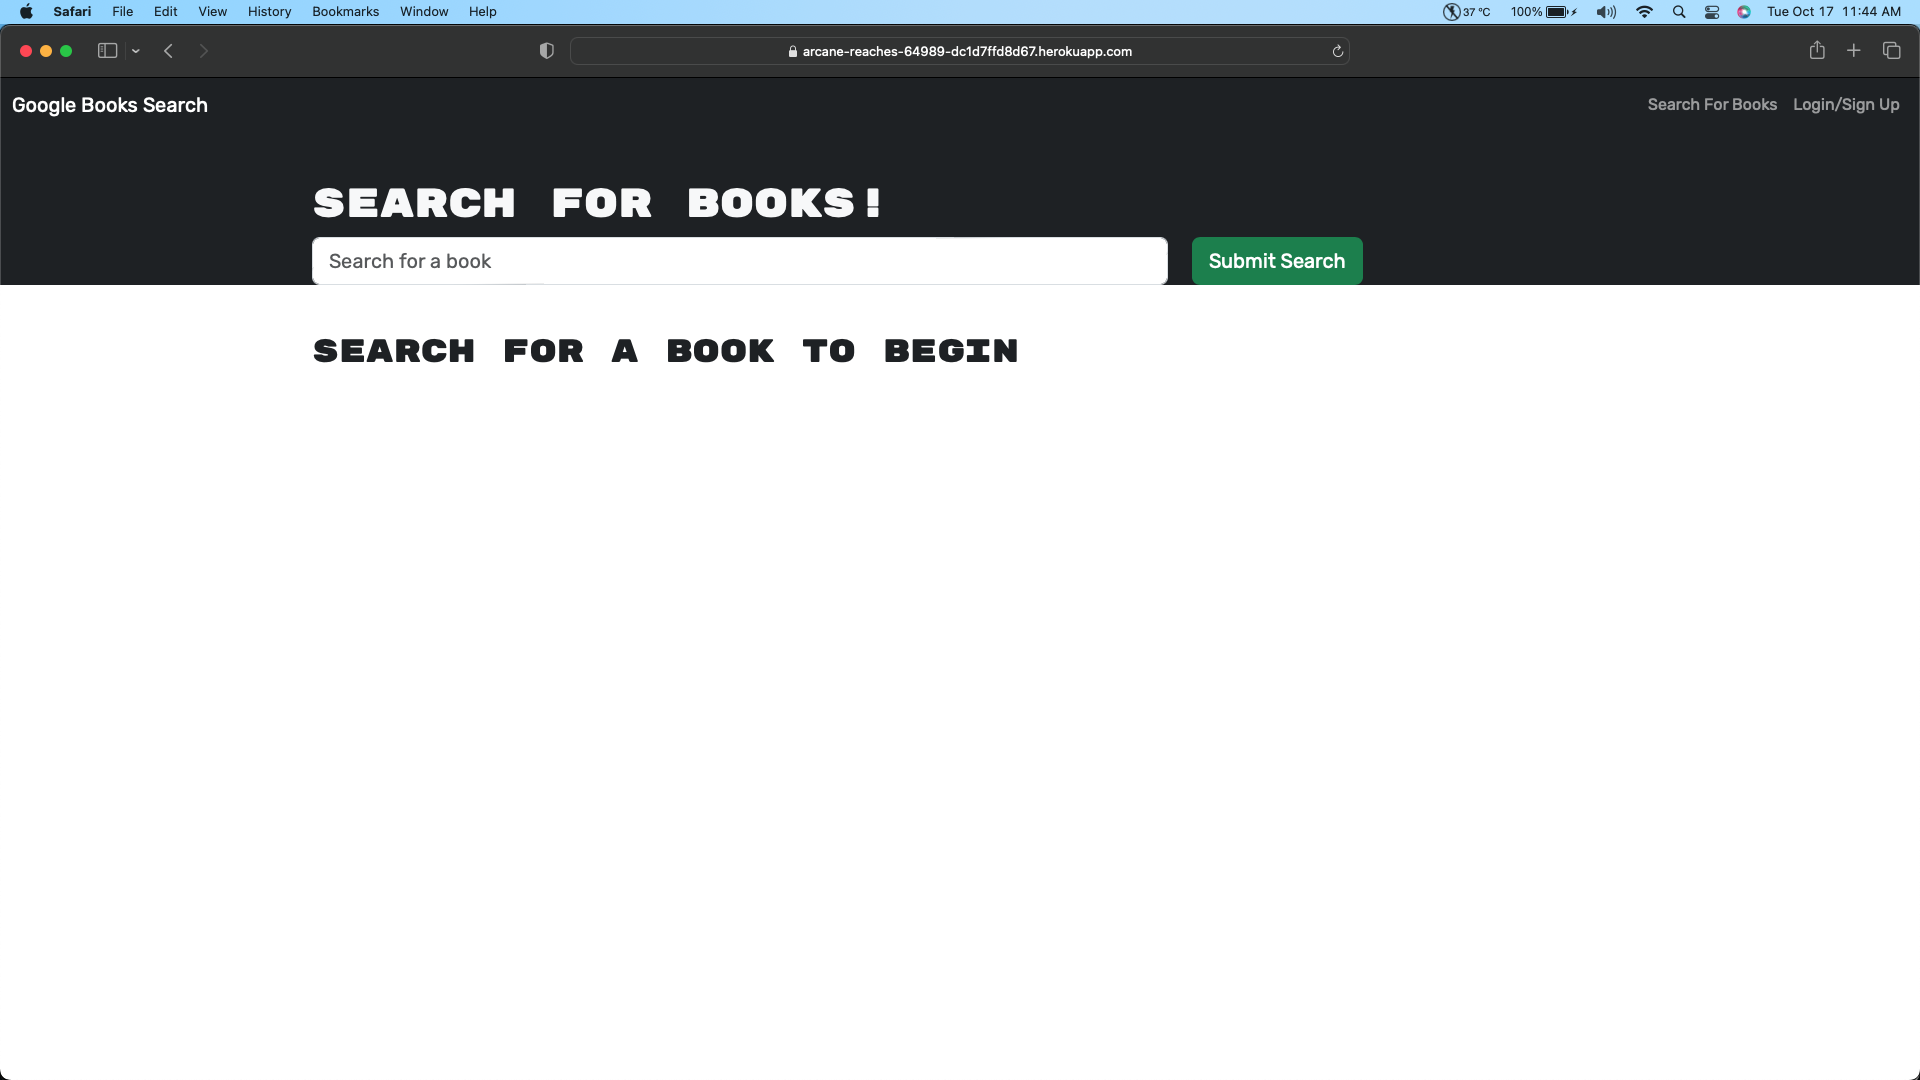 Safari File Edit View History Bookmarks Window Help 37 °C 100% Tue Oct 17 11:44 AM
arcane-reaches-64989-dc1d7ffd8d67.herokuapp.com
Google Books Search Search For Books Login/Sign Up
SEARCH FOR BOOKS!
Search for a book Submit Search
SEARCH FOR A BOOK TO BEGIN